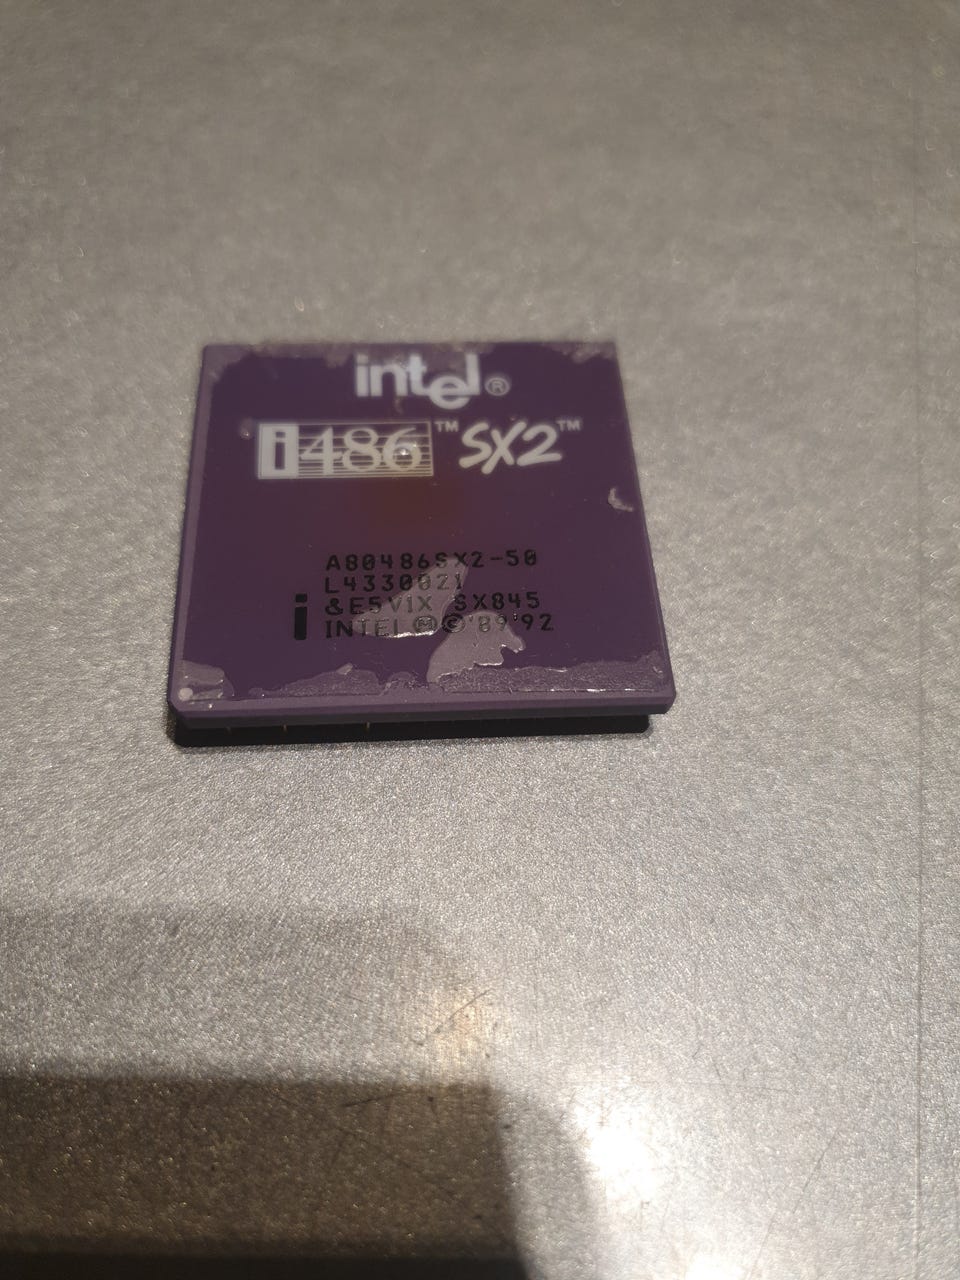 intel®
i486™ SX2™
A80486SX2-50
L4330021
&E5V1X SX845
i INTEL Ⓜ © '89 '92